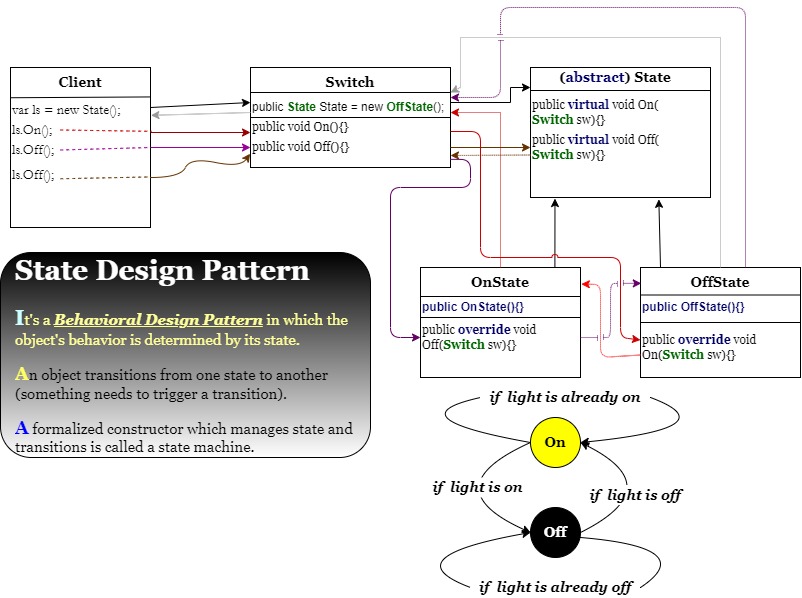 Client
var ls = new State();
ls.On();
ls.Off();
ls.Off();
Switch
public State State = new OffState();
public void On(){}
public void Off(){}
(abstract) State
public virtual void On(
Switch sw){}
public virtual void Off(
Switch sw){}
State Design Pattern
It's a Behavioral Design Pattern in which the
object's behavior is determined by its state.
An object transitions from one state to another
(something needs to trigger a transition).
A formalized constructor which manages state and
transitions is called a state machine.
OnState
public OnState(){}
public override void
Off(Switch sw){}
OffState
public OffState(){}
public override void
On(Switch sw){}
if light is already on
On
if light is on
if light is off
Off
if light is already off